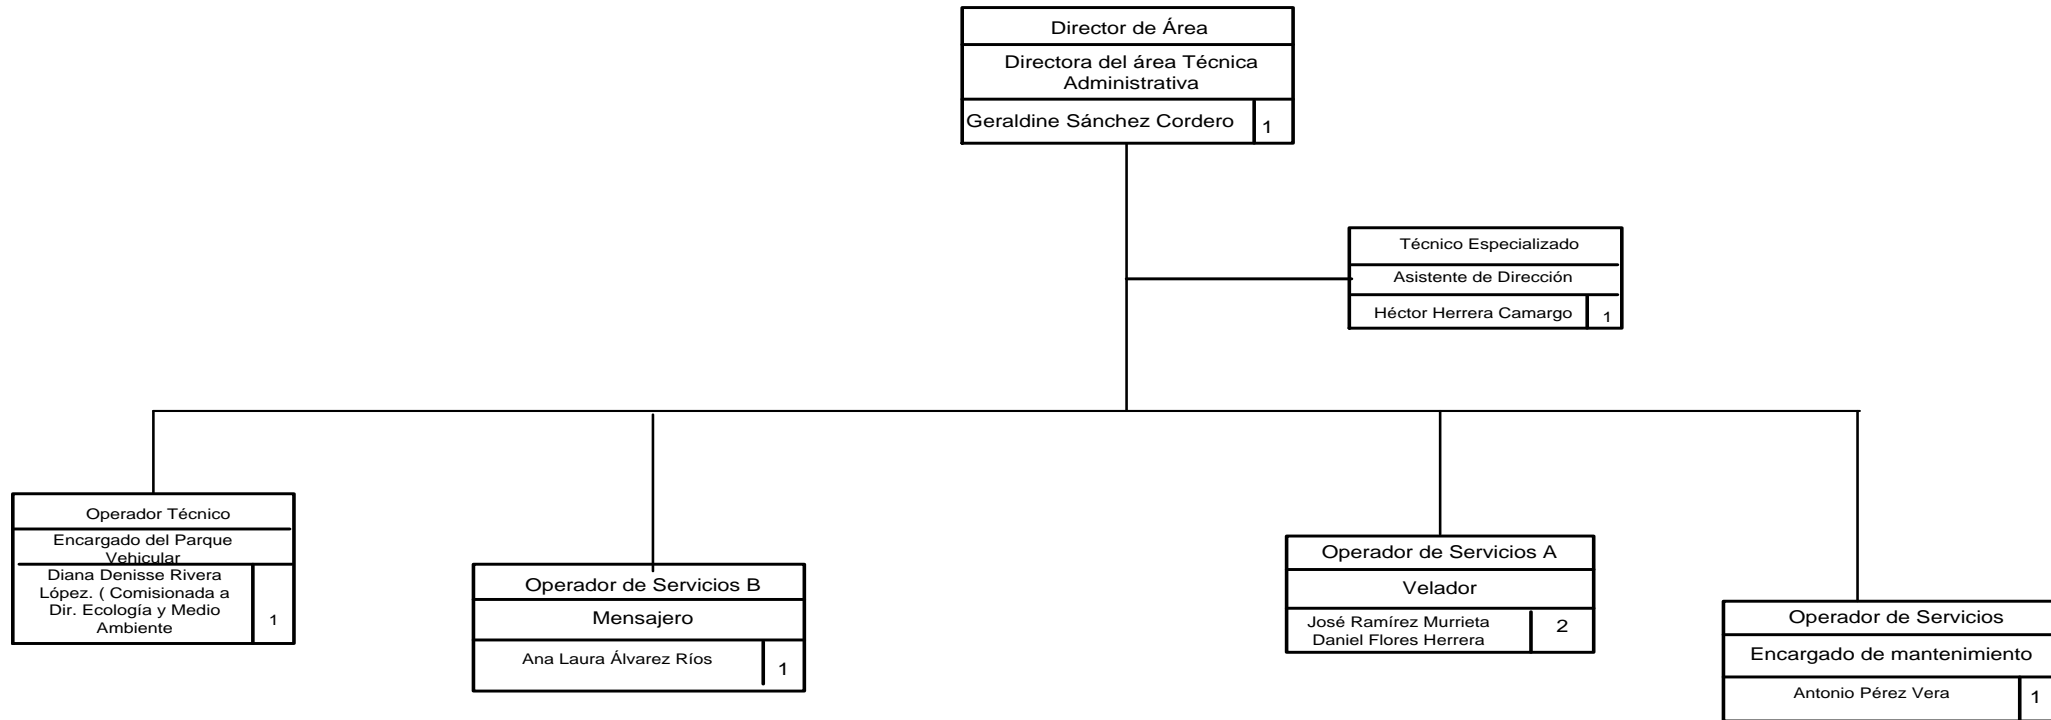 Director de Área
Directora del área Técnica
Administrativa
Geraldine Sánchez Cordero
1
Técnico Especializado
Asistente de Dirección
Héctor Herrera Camargo
1
Operador Técnico
Encargado del Parque
Vehicular
Diana Denisse Rivera
López. ( Comisionada a
Dir. Ecología y Medio
Ambiente
1
Operador de Servicios B
Mensajero
Ana Laura Álvarez Ríos
1
Operador de Servicios A
Velador
José Ramírez Murrieta
Daniel Flores Herrera
2
Operador de Servicios
Encargado de mantenimiento
Antonio Pérez Vera
1